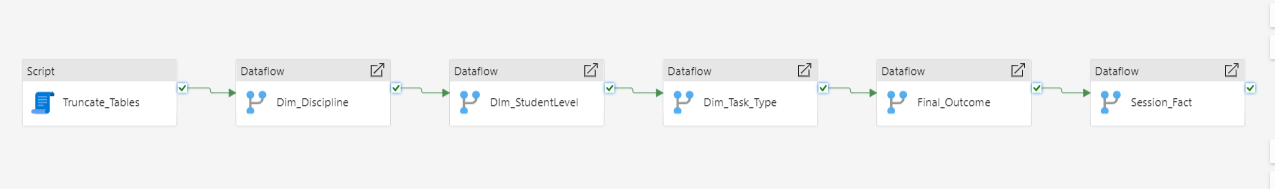 Script
Truncate_Tables
Dataflow
Dim_Discipline
Dataflow
DIm_StudentLevel
Dataflow
Dim_Task_Type
Dataflow
Final_Outcome
Dataflow
Session_Fact